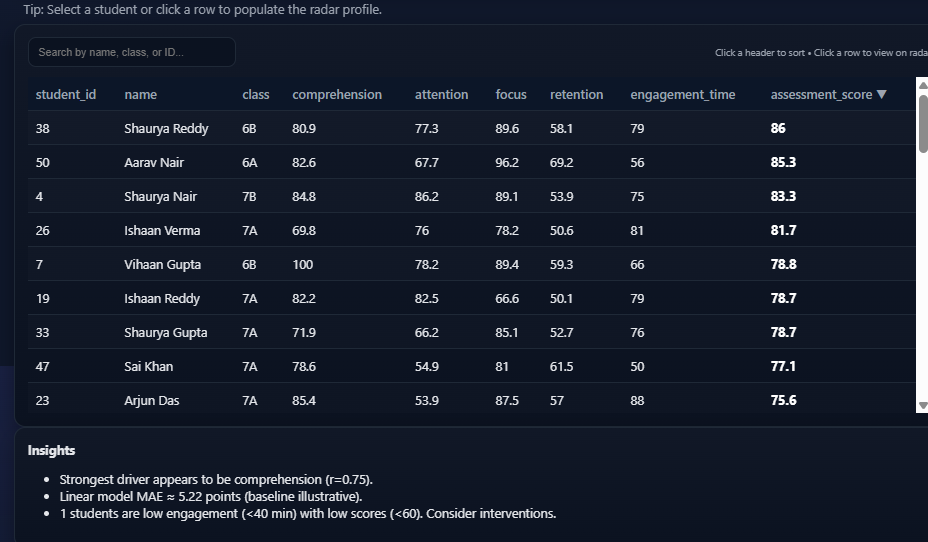 Tip: Select a student or click a row to populate the radar profile.
Search by name, class, or ID...
Click a header to sort • Click a row to view on rada
student_id name class comprehension attention focus retention engagement_time assessment_score ▼
38 Shaurya Reddy 6B 80.9 77.3 89.6 58.1 79 86
50 Aarav Nair 6A 82.6 67.7 96.2 69.2 56 85.3
4 Shaurya Nair 7B 84.8 86.2 89.1 53.9 75 83.3
26 Ishaan Verma 7A 69.8 76 78.2 50.6 81 81.7
7 Vihaan Gupta 6B 100 78.2 89.4 59.3 66 78.8
19 Ishaan Reddy 7A 82.2 82.5 66.6 50.1 79 78.7
33 Shaurya Gupta 7A 71.9 66.2 85.1 52.7 76 78.7
47 Sai Khan 7A 78.6 54.9 81 61.5 50 77.1
23 Arjun Das 7A 85.4 53.9 87.5 57 88 75.6
Insights
• Strongest driver appears to be comprehension (r=0.75).
• Linear model MAE ≈ 5.22 points (baseline illustrative).
• 1 students are low engagement (<40 min) with low scores (<60). Consider interventions.